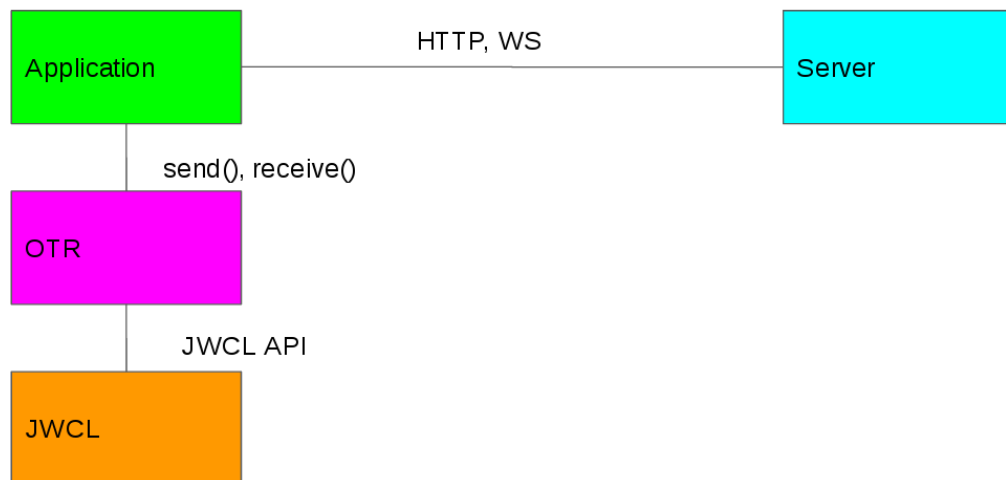 Application
HTTP, WS
Server
send(), receive()
OTR
JWCL API
JWCL